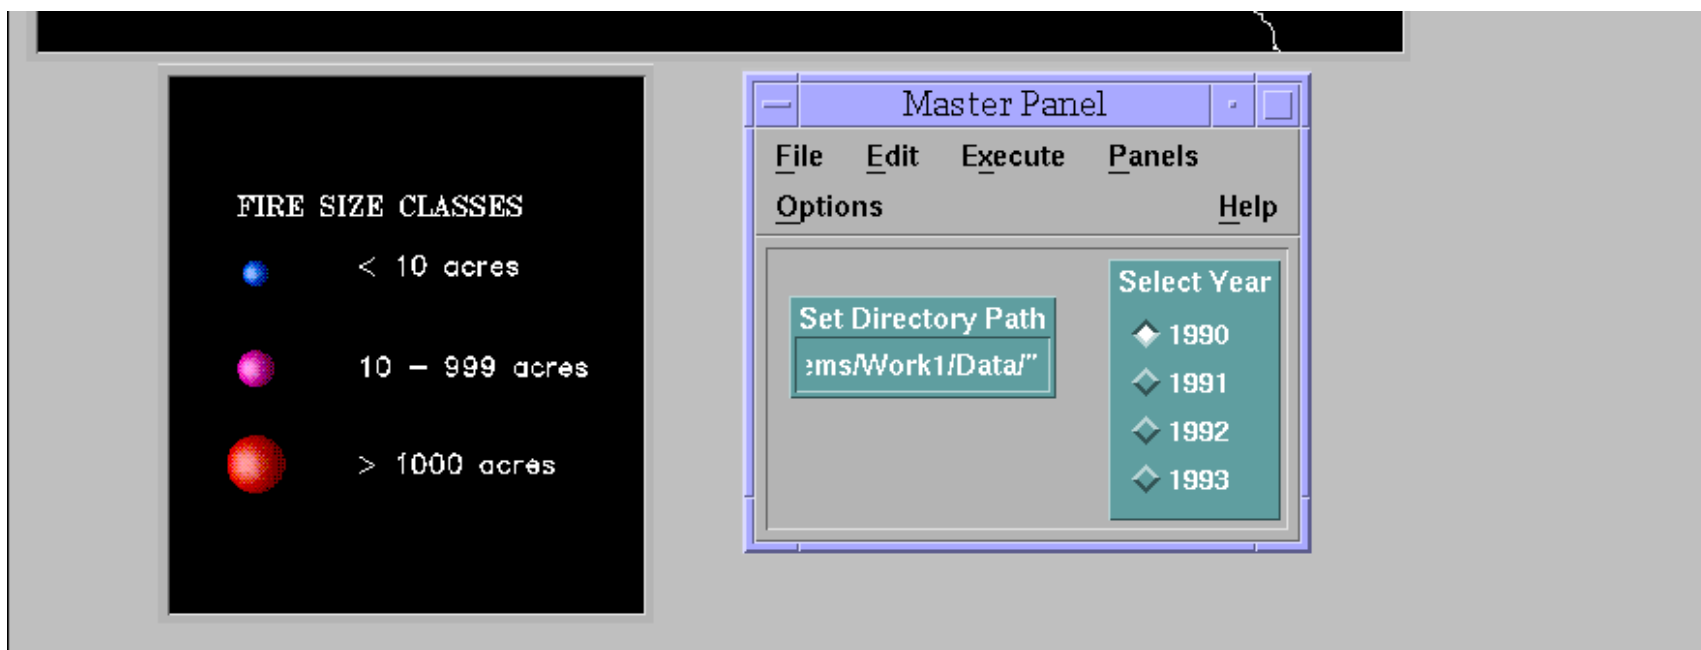 FIRE SIZE CLASSES
< 10 acres
10 – 999 acres
> 1000 acres
Master Panel
File Edit Execute Panels
Options Help
Set Directory Path
ems/Work1/Data/"
Select Year
1990
1991
1992
1993